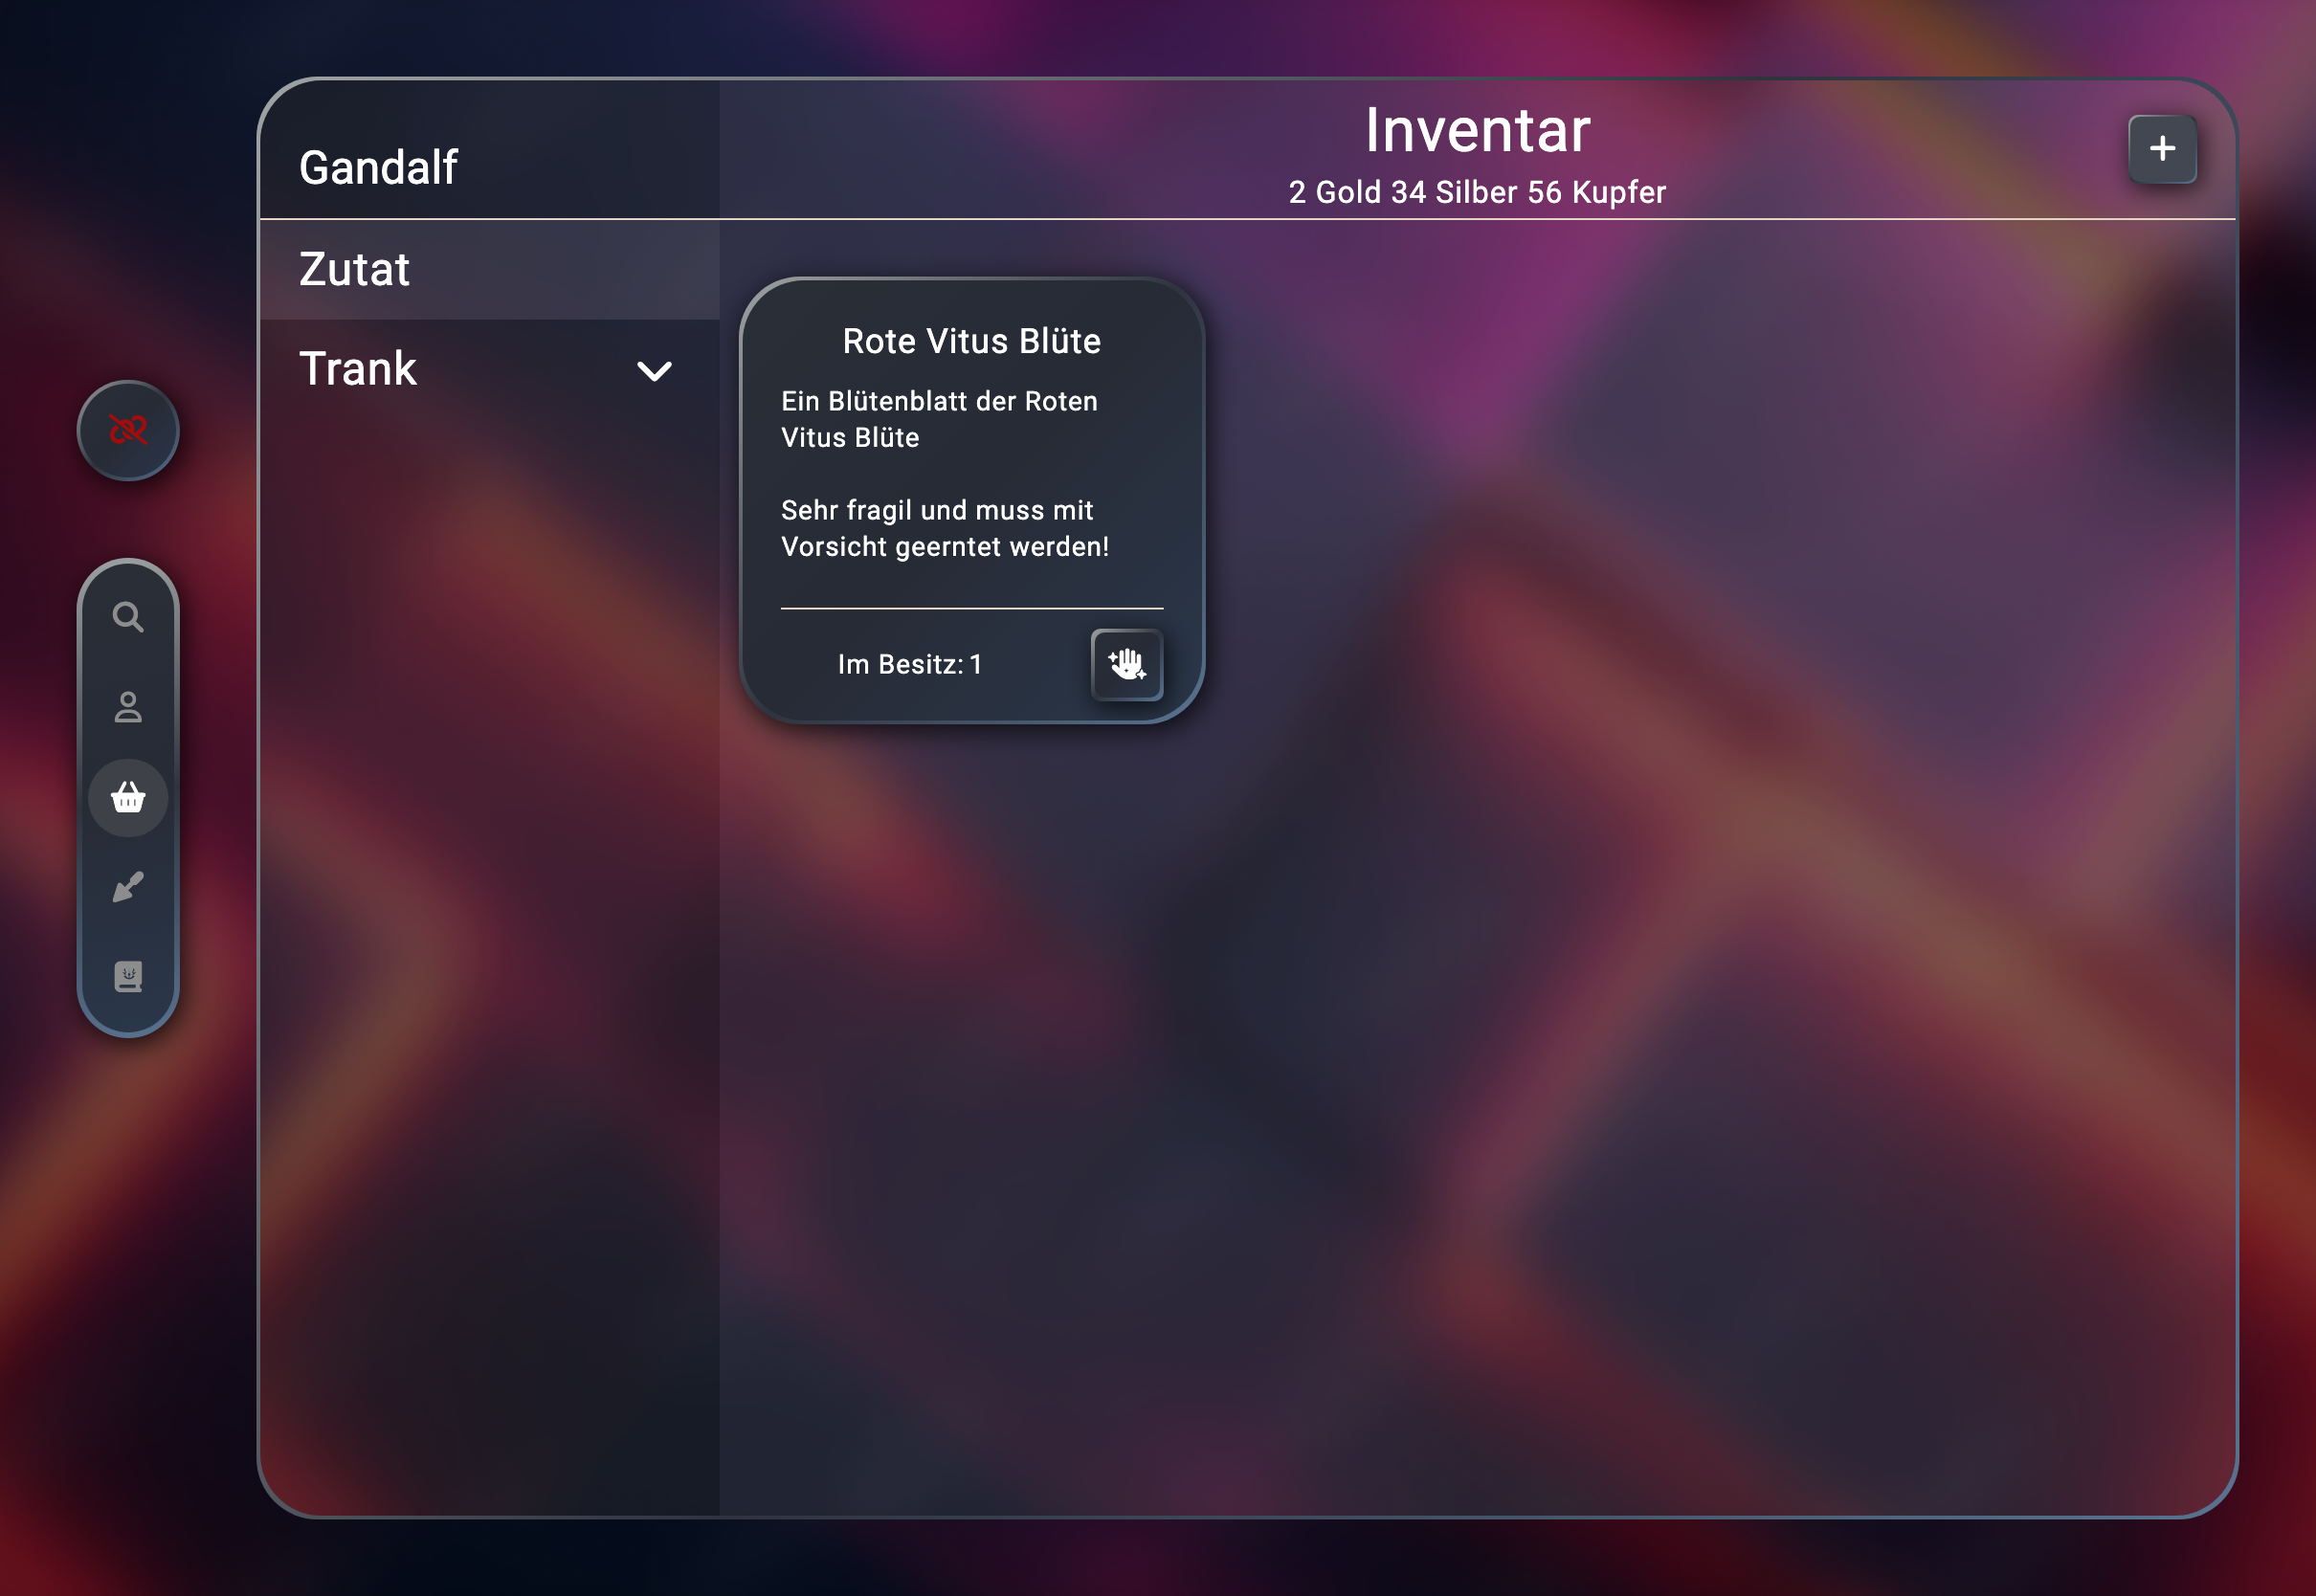 Gandalf
Inventar
2 Gold 34 Silber 56 Kupfer
Zutat
Trank
Rote Vitus Blüte
Ein Blütenblatt der Roten
Vitus Blüte
Sehr fragil und muss mit
Vorsicht geerntet werden!
Im Besitz: 1